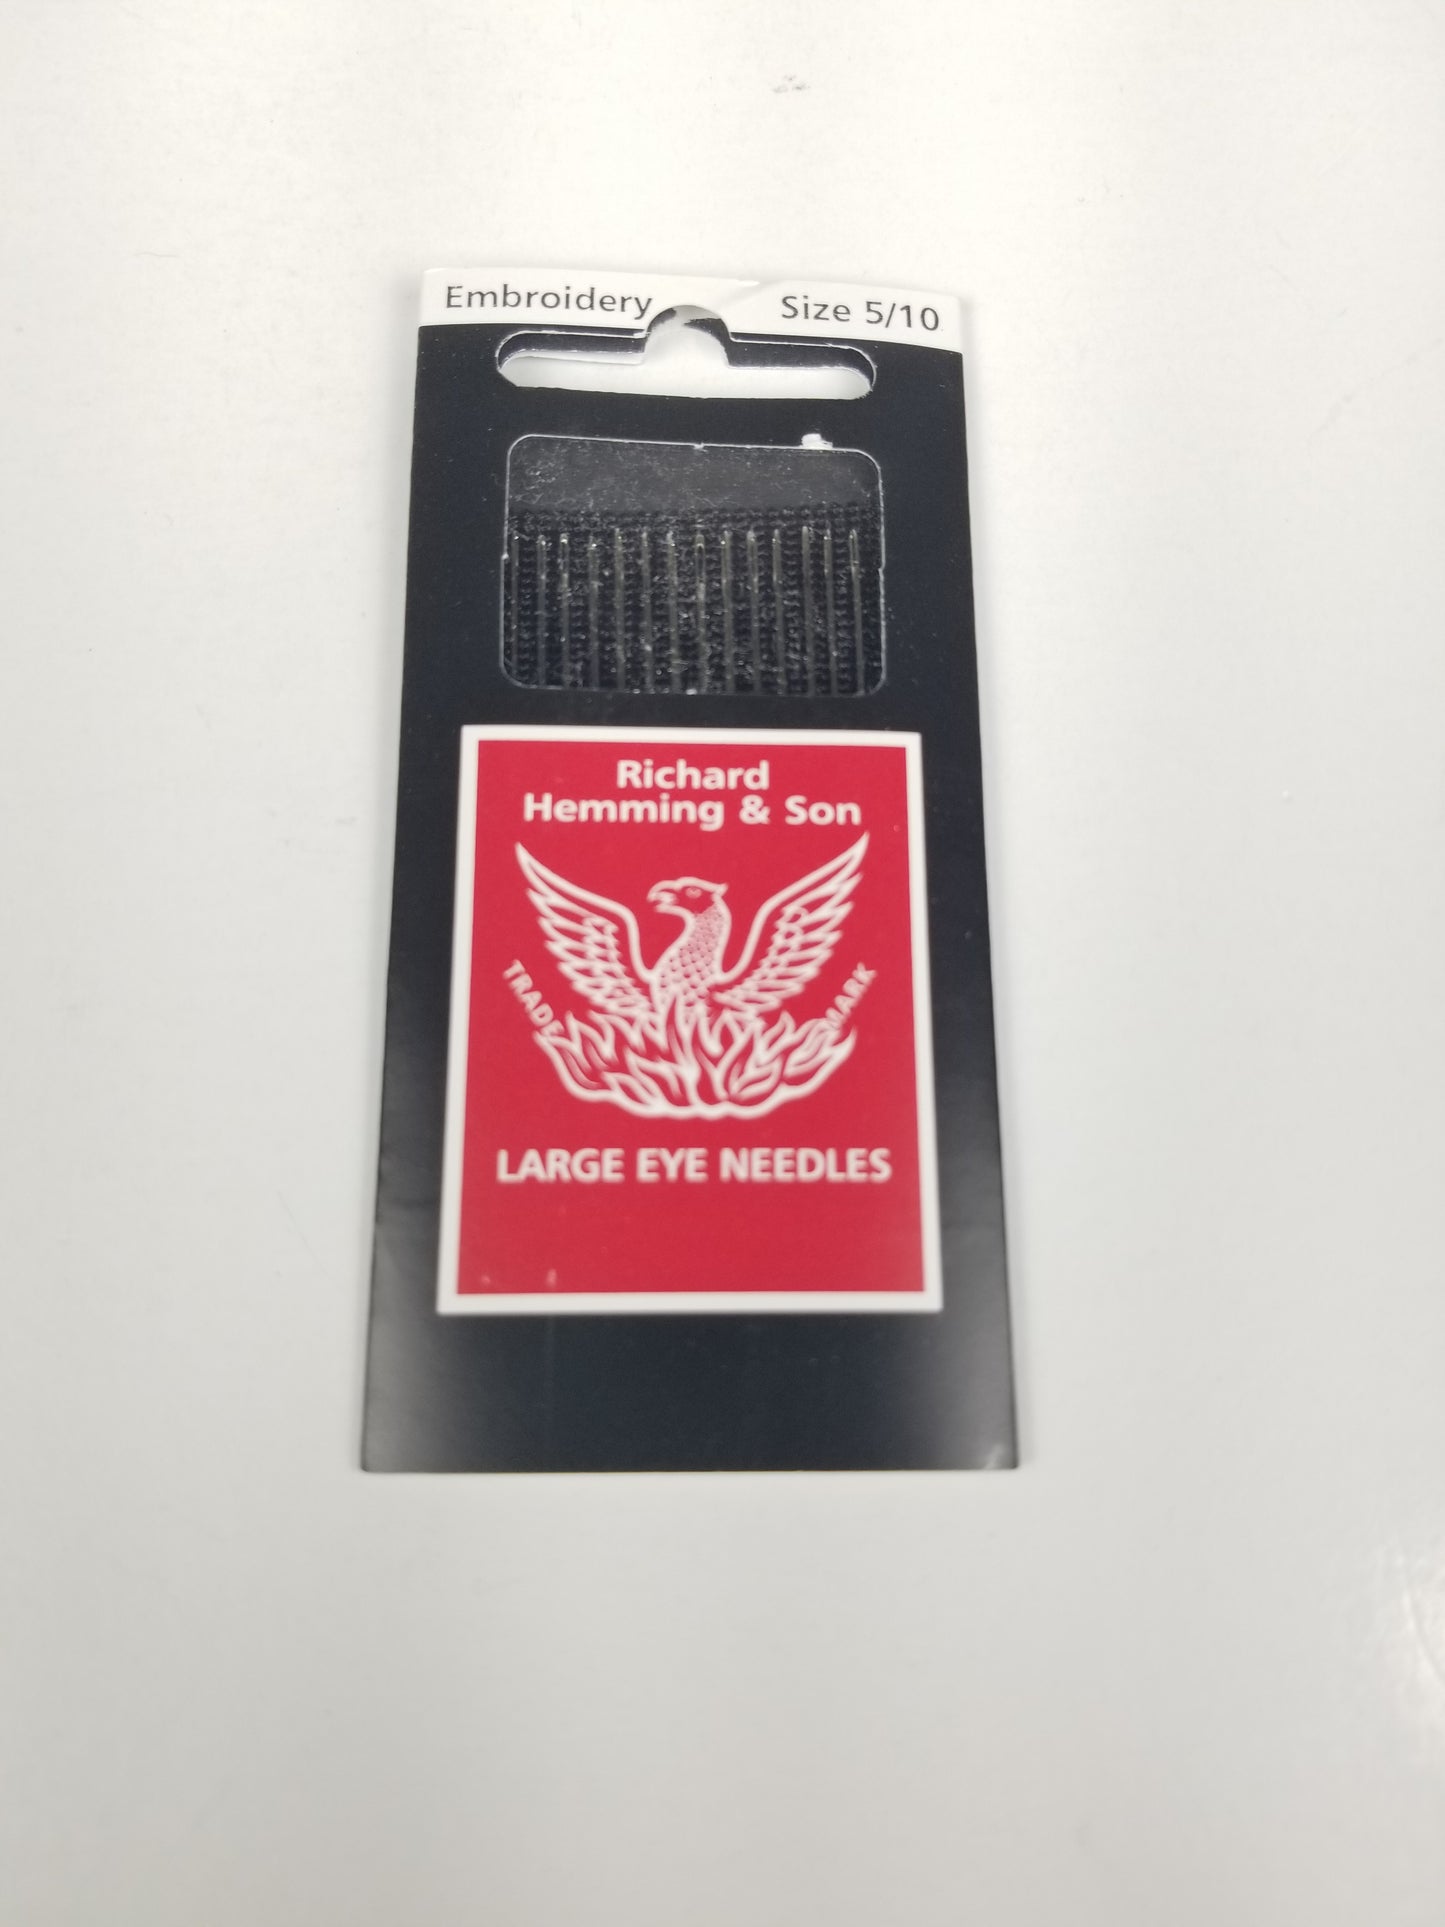 Embroidery Size 5/10
Richard
Hemming & Son
TRADE MARK
LARGE EYE NEEDLES